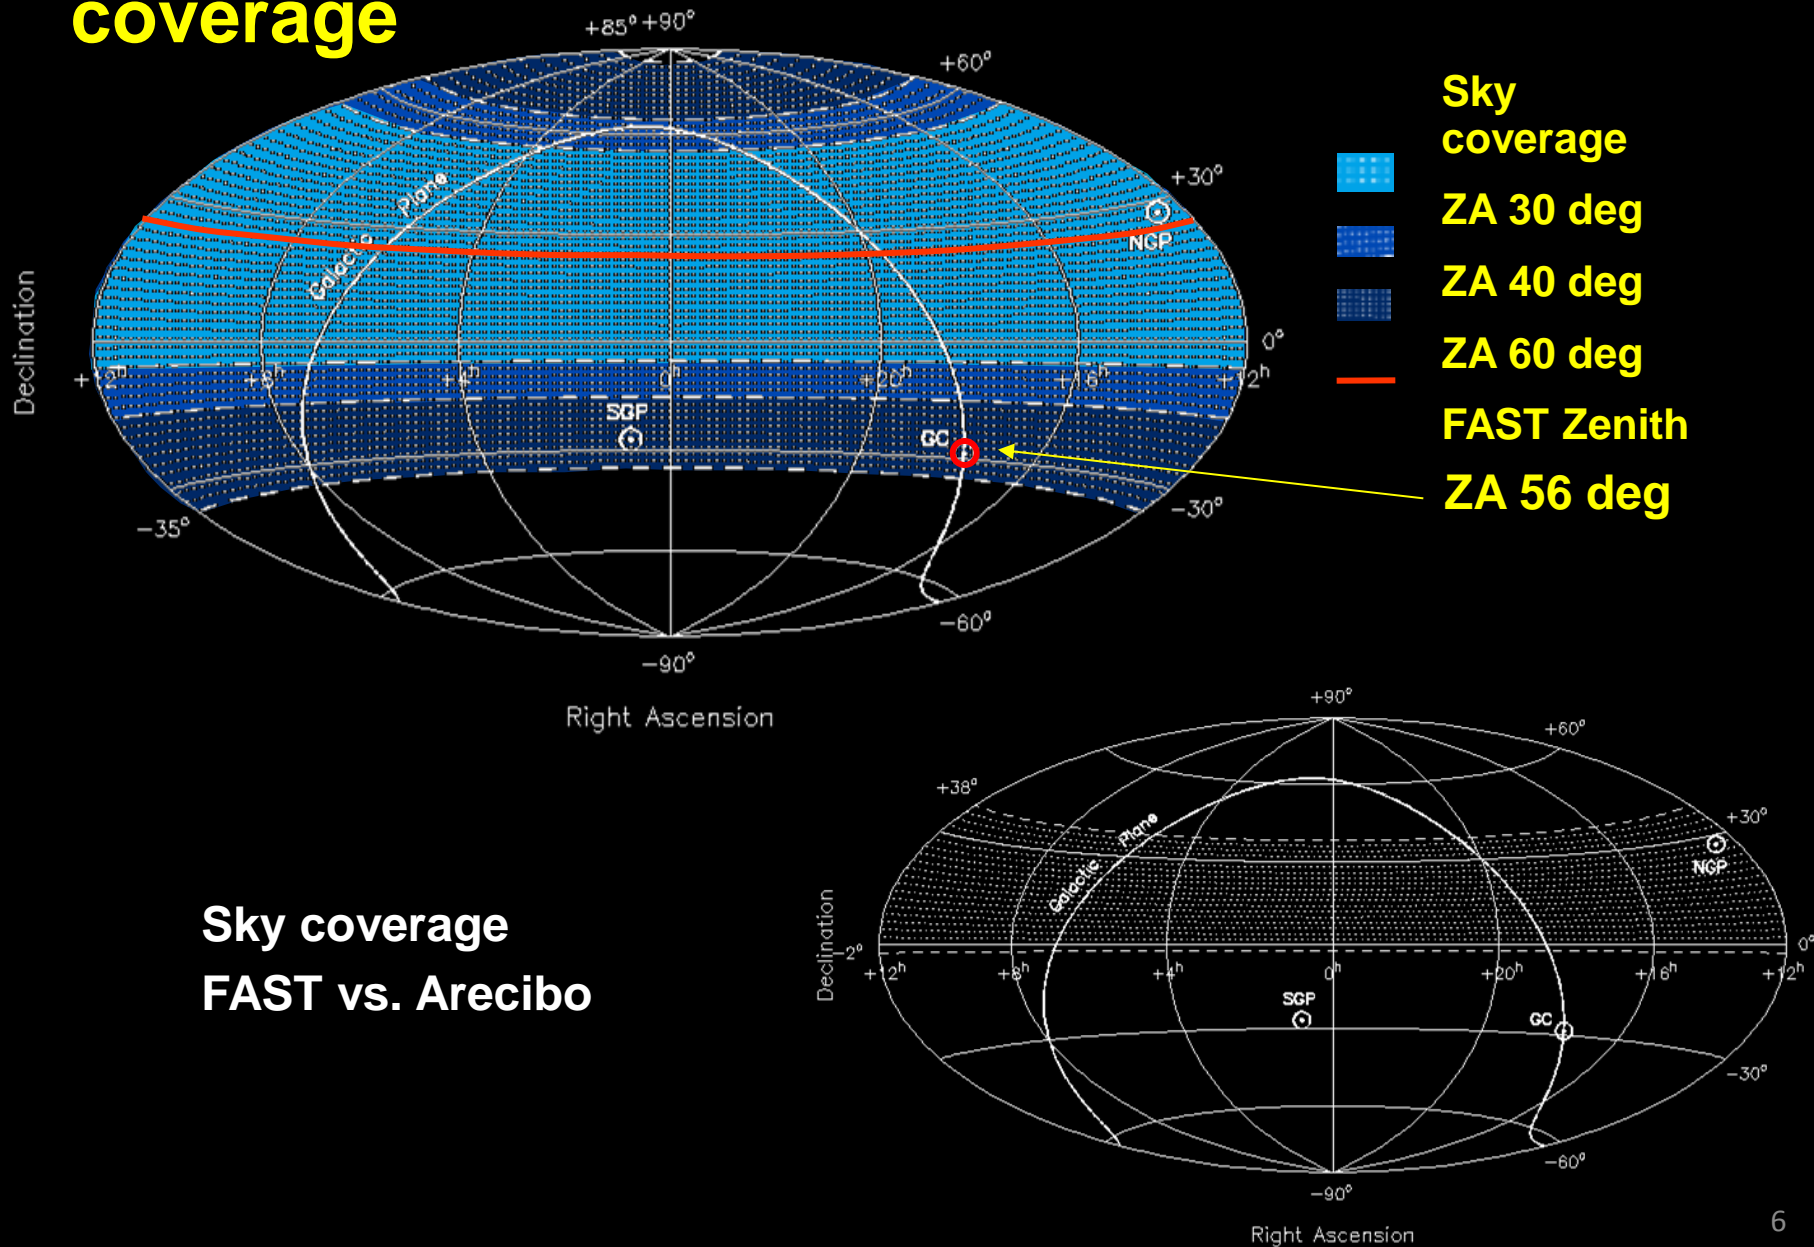 coverage
+85° +90°
+60°
+30°
0°
-30°
-35°
-60°
-90°
Galactic Plane
NGP
SGP
GC
+12ʰ +8ʰ +4ʰ 0ʰ +20ʰ +16ʰ +12ʰ
Declination
Right Ascension
Sky
coverage
ZA 30 deg
ZA 40 deg
ZA 60 deg
FAST Zenith
ZA 56 deg
Sky coverage
FAST vs. Arecibo
+90°
+60°
+38°
+30°
Galactic Plane
NGP
0°
-2°
+12ʰ +8ʰ +4ʰ 0ʰ +20ʰ +16ʰ +12ʰ
SGP
GC
-30°
-60°
-90°
Declination
Right Ascension
6